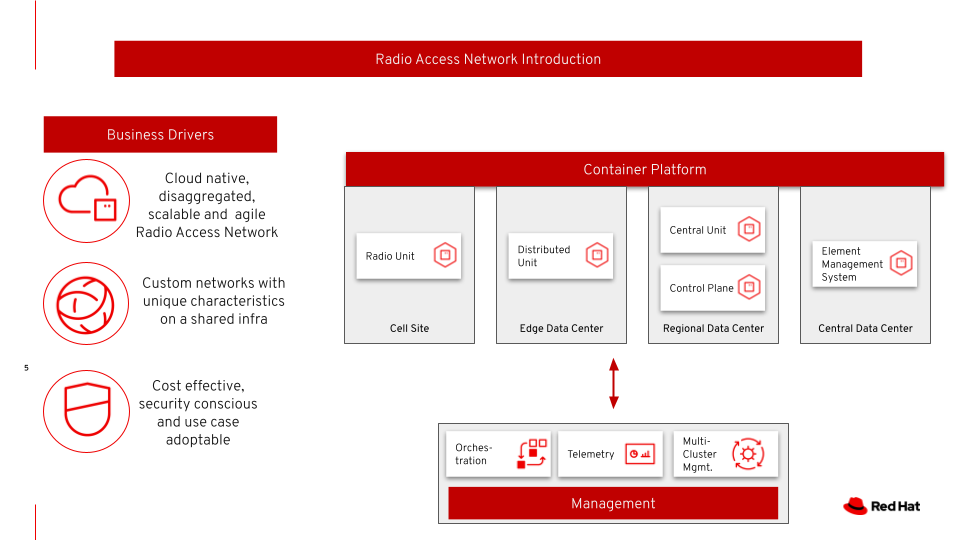 Radio Access Network Introduction
Business Drivers
Cloud native,
disaggregated,
scalable and agile
Radio Access Network
Custom networks with
unique characteristics
on a shared infra
Cost effective,
security conscious
and use case
adoptable
5
Container Platform
Radio Unit
Cell Site
Distributed
Unit
Edge Data Center
Central Unit
Control Plane
Regional Data Center
Element
Management
System
Central Data Center
Orches-
tration
Telemetry
Multi-
Cluster
Mgmt.
Management
Red Hat